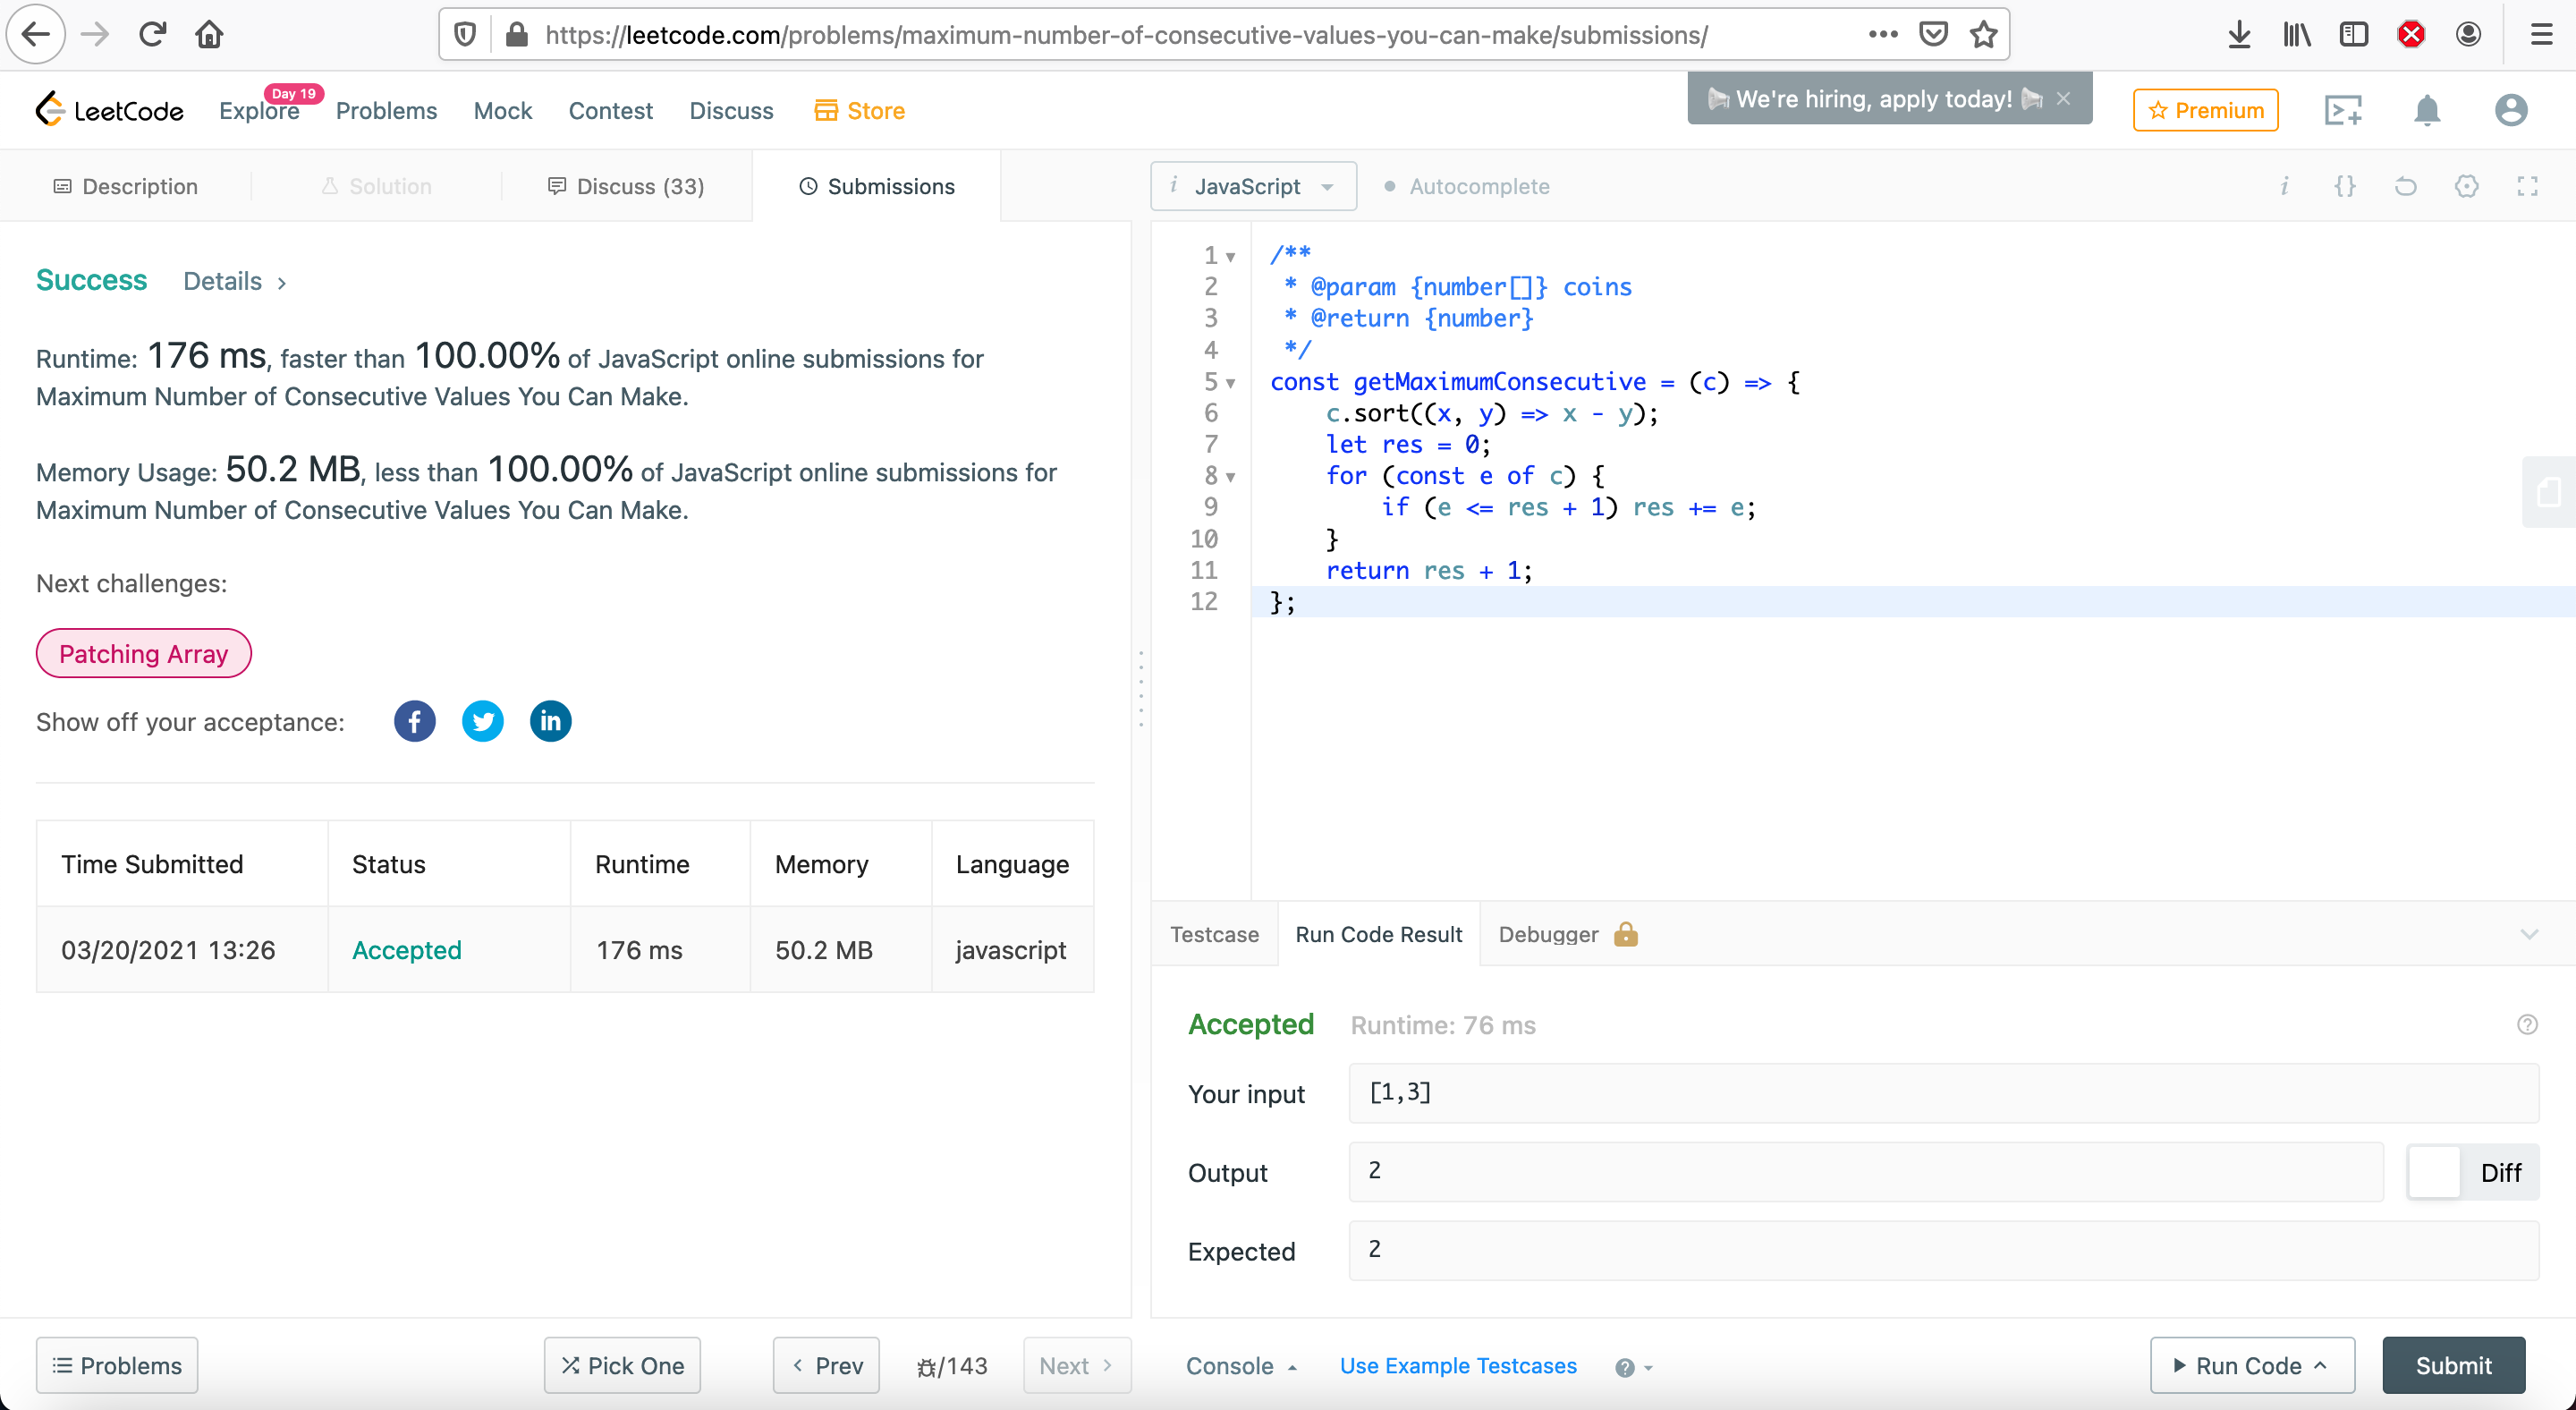 https://leetcode.com/problems/maximum-number-of-consecutive-values-you-can-make/submissions/
LeetCode
Explore
Day 19
Problems
Mock
Contest
Discuss
Store
We're hiring, apply today!
Premium
Description
Solution
Discuss (33)
Submissions
Success
Details
Runtime: 176 ms, faster than 100.00% of JavaScript online submissions for
Maximum Number of Consecutive Values You Can Make.
Memory Usage: 50.2 MB, less than 100.00% of JavaScript online submissions for
Maximum Number of Consecutive Values You Can Make.
Next challenges:
Patching Array
Show off your acceptance:
Time Submitted Status Runtime Memory Language
03/20/2021 13:26 Accepted 176 ms 50.2 MB javascript
i JavaScript
Autocomplete
1 /**
2  * @param {number[]} coins
3  * @return {number}
4  */
5 const getMaximumConsecutive = (c) => {
6     c.sort((x, y) => x - y);
7     let res = 0;
8     for (const e of c) {
9         if (e <= res + 1) res += e;
10     }
11     return res + 1;
12 };
Testcase
Run Code Result
Debugger
Accepted
Runtime: 76 ms
Your input
[1,3]
Output
2
Diff
Expected
2
Problems
Pick One
Prev
/143
Next
Console
Use Example Testcases
Run Code
Submit